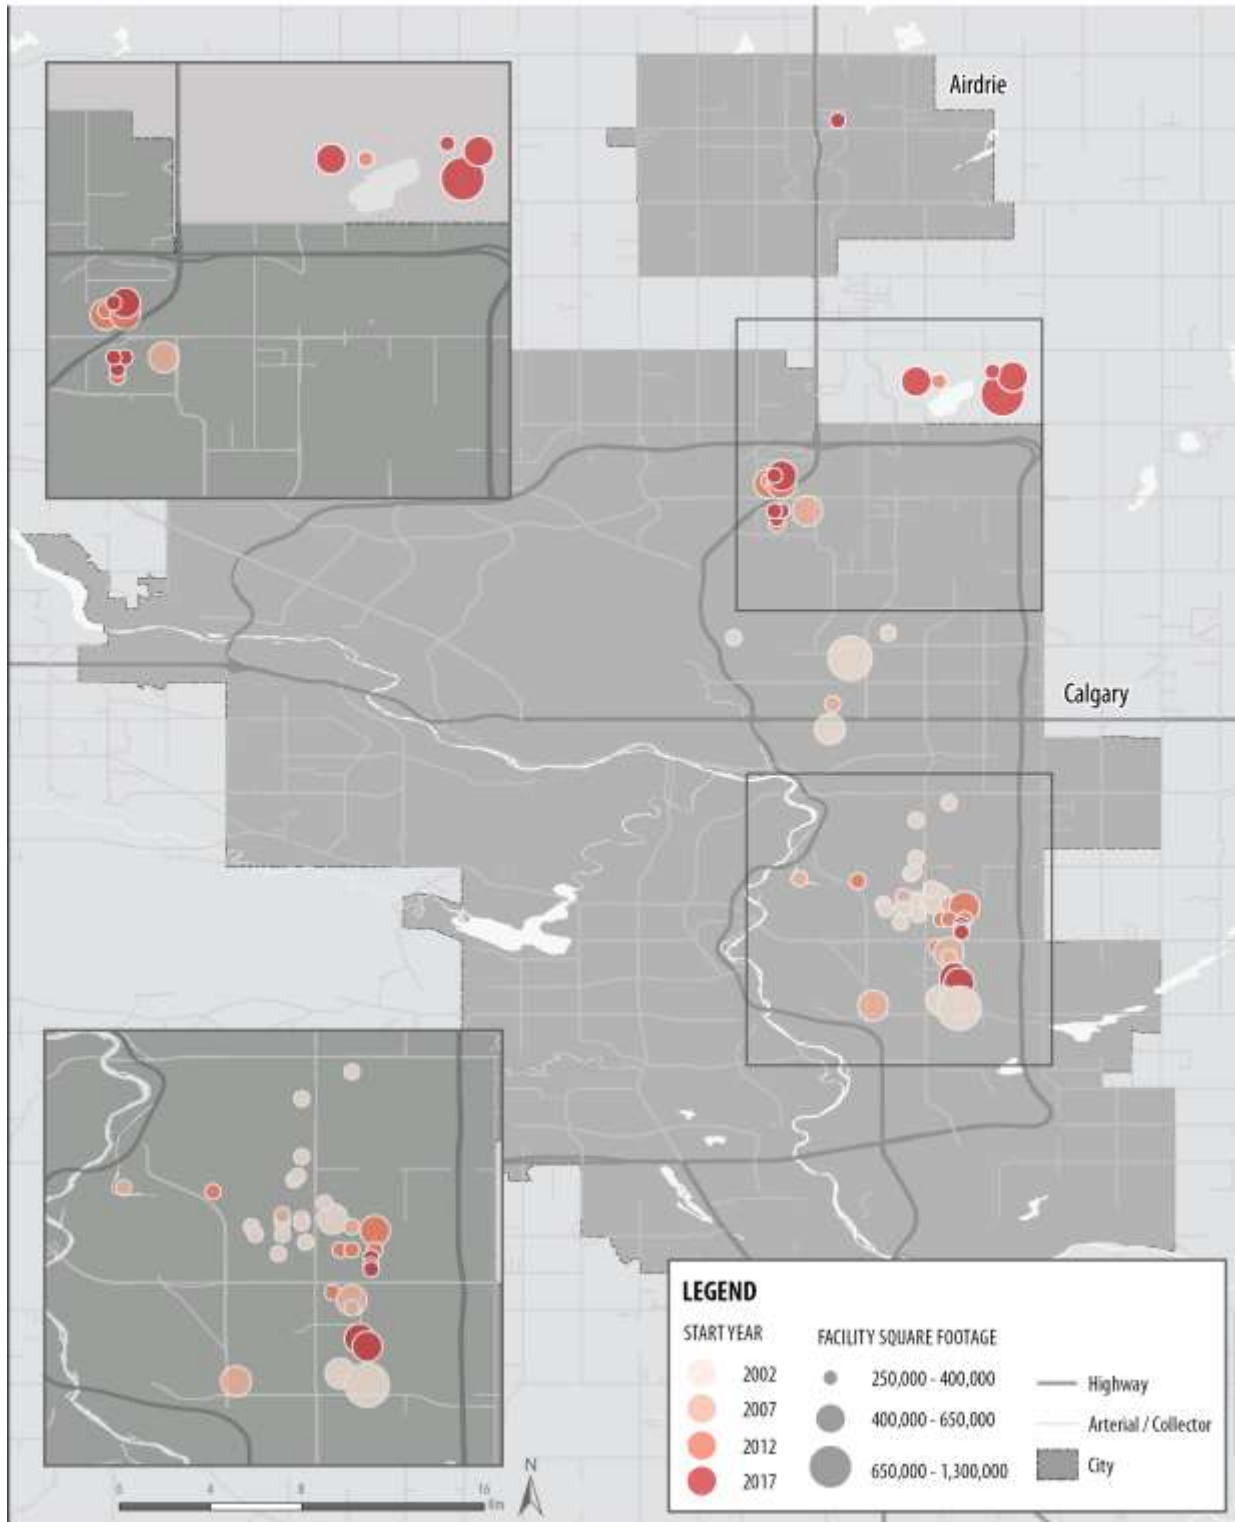 Airdrie
Calgary
LEGEND
START YEAR
2002
2007
2012
2017
FACILITY SQUARE FOOTAGE
250,000 - 400,000
400,000 - 650,000
650,000 - 1,300,000
Highway
Arterial / Collector
City
0 4 8 16
Km
N